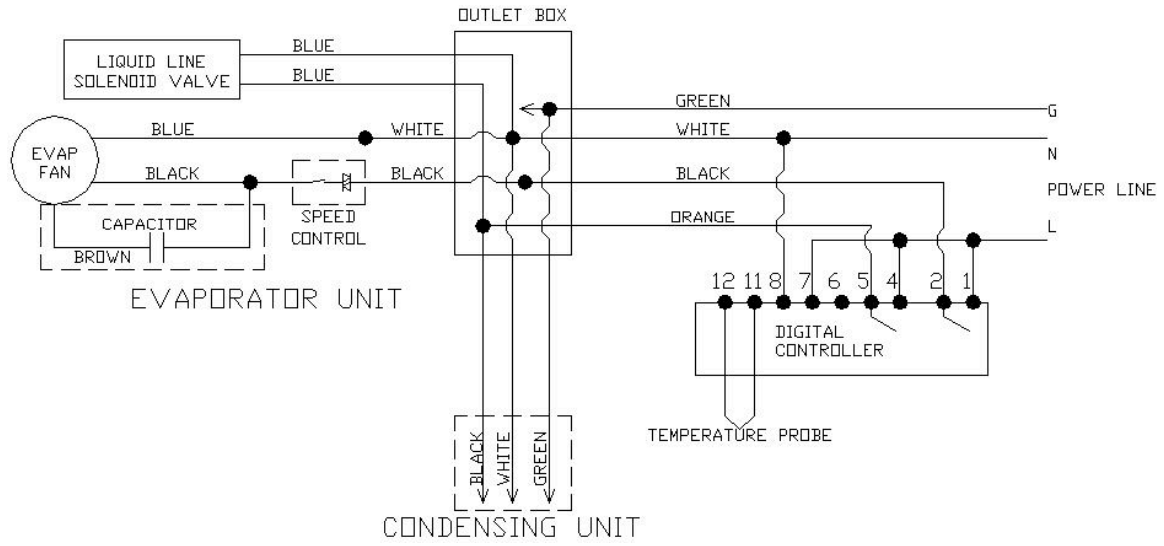 OUTLET BOX
LIQUID LINE
SOLENOID VALVE
BLUE
BLUE
GREEN
G
EVAP
FAN
BLUE
WHITE
WHITE
N
BLACK
BLACK
BLACK
POWER LINE
CAPACITOR
BROWN
SPEED
CONTROL
ORANGE
L
EVAPORATOR UNIT
12 11 8 7 6 5 4 2 1
DIGITAL
CONTROLLER
TEMPERATURE PROBE
BLACK
WHITE
GREEN
CONDENSING UNIT